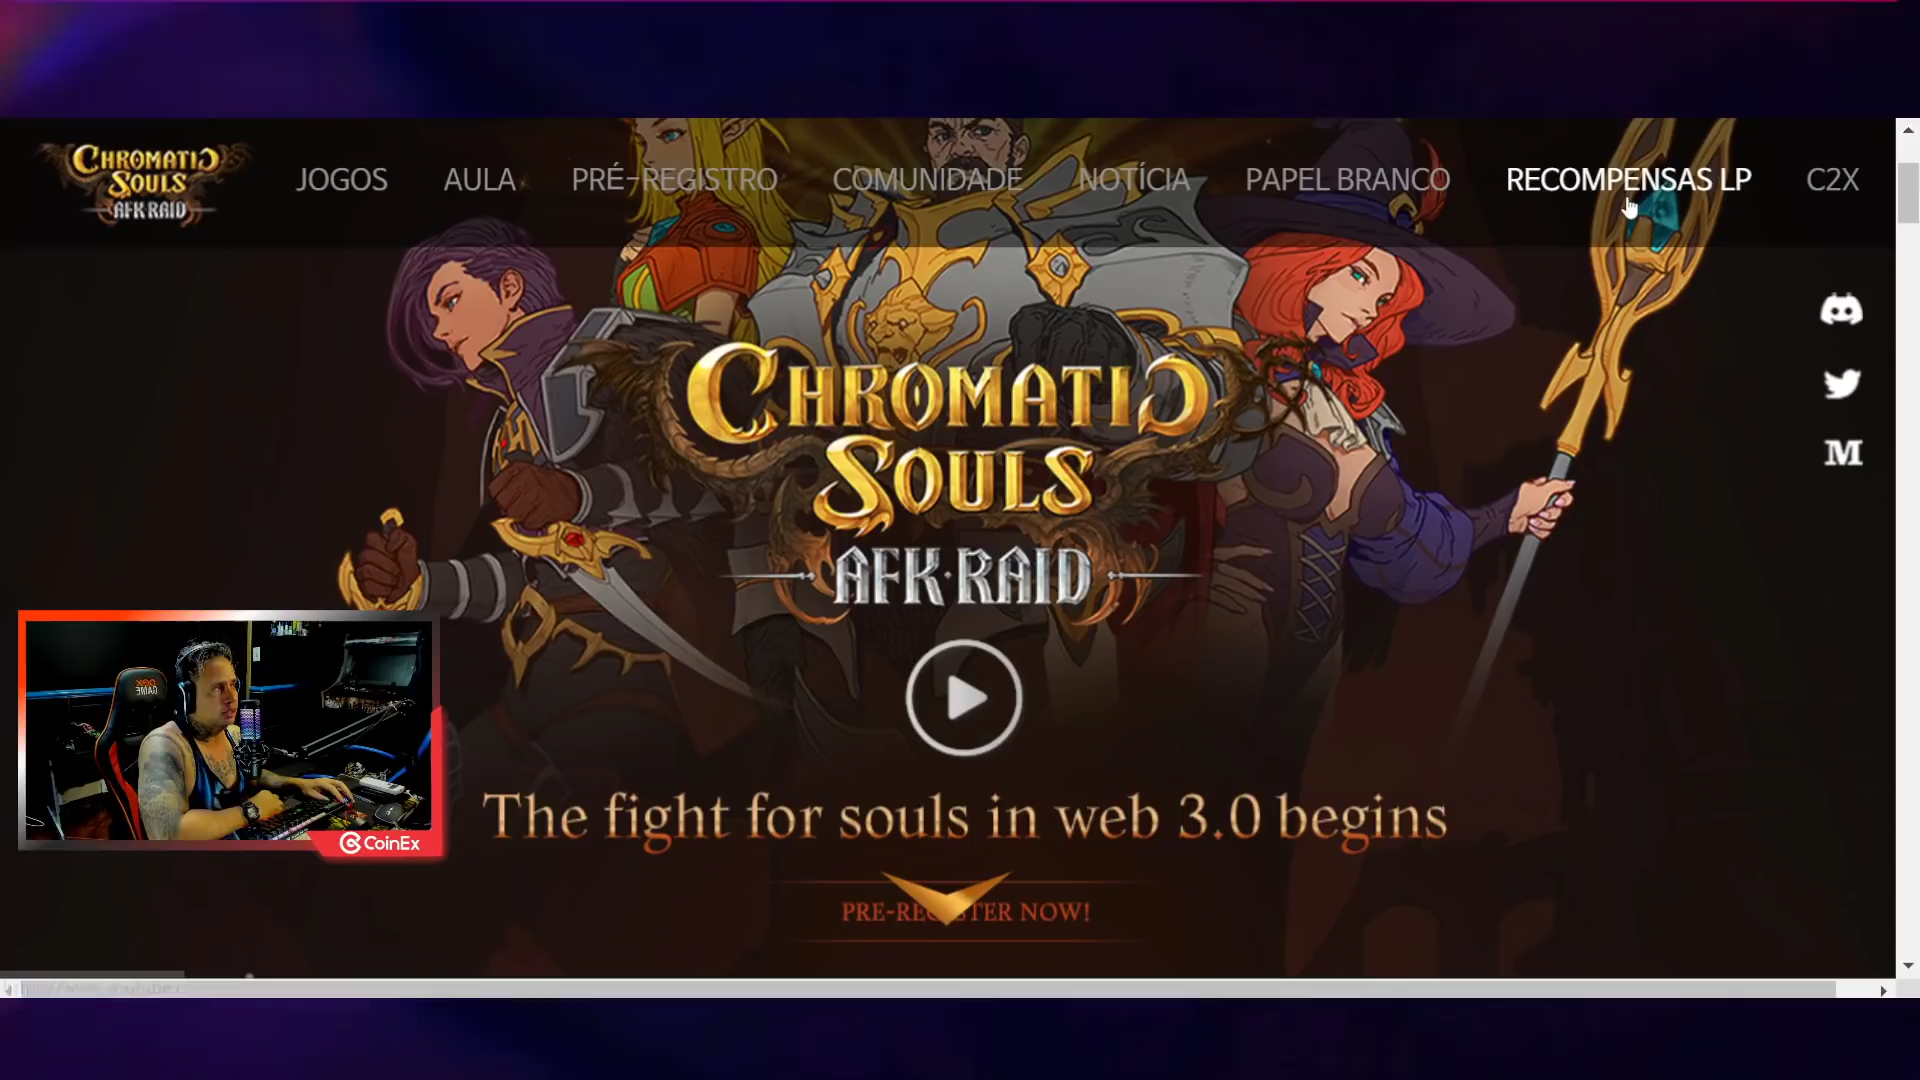 CHROMATIC
SOULS
AFK RAID
JOGOS
AULA
PRÉ-REGISTRO
COMUNIDADE
NOTÍCIA
PAPEL BRANCO
RECOMPENSAS LP
C2X
CHROMATIC
SOULS
AFK·RAID
The fight for souls in web 3.0 begins
NOW!
CoinEx